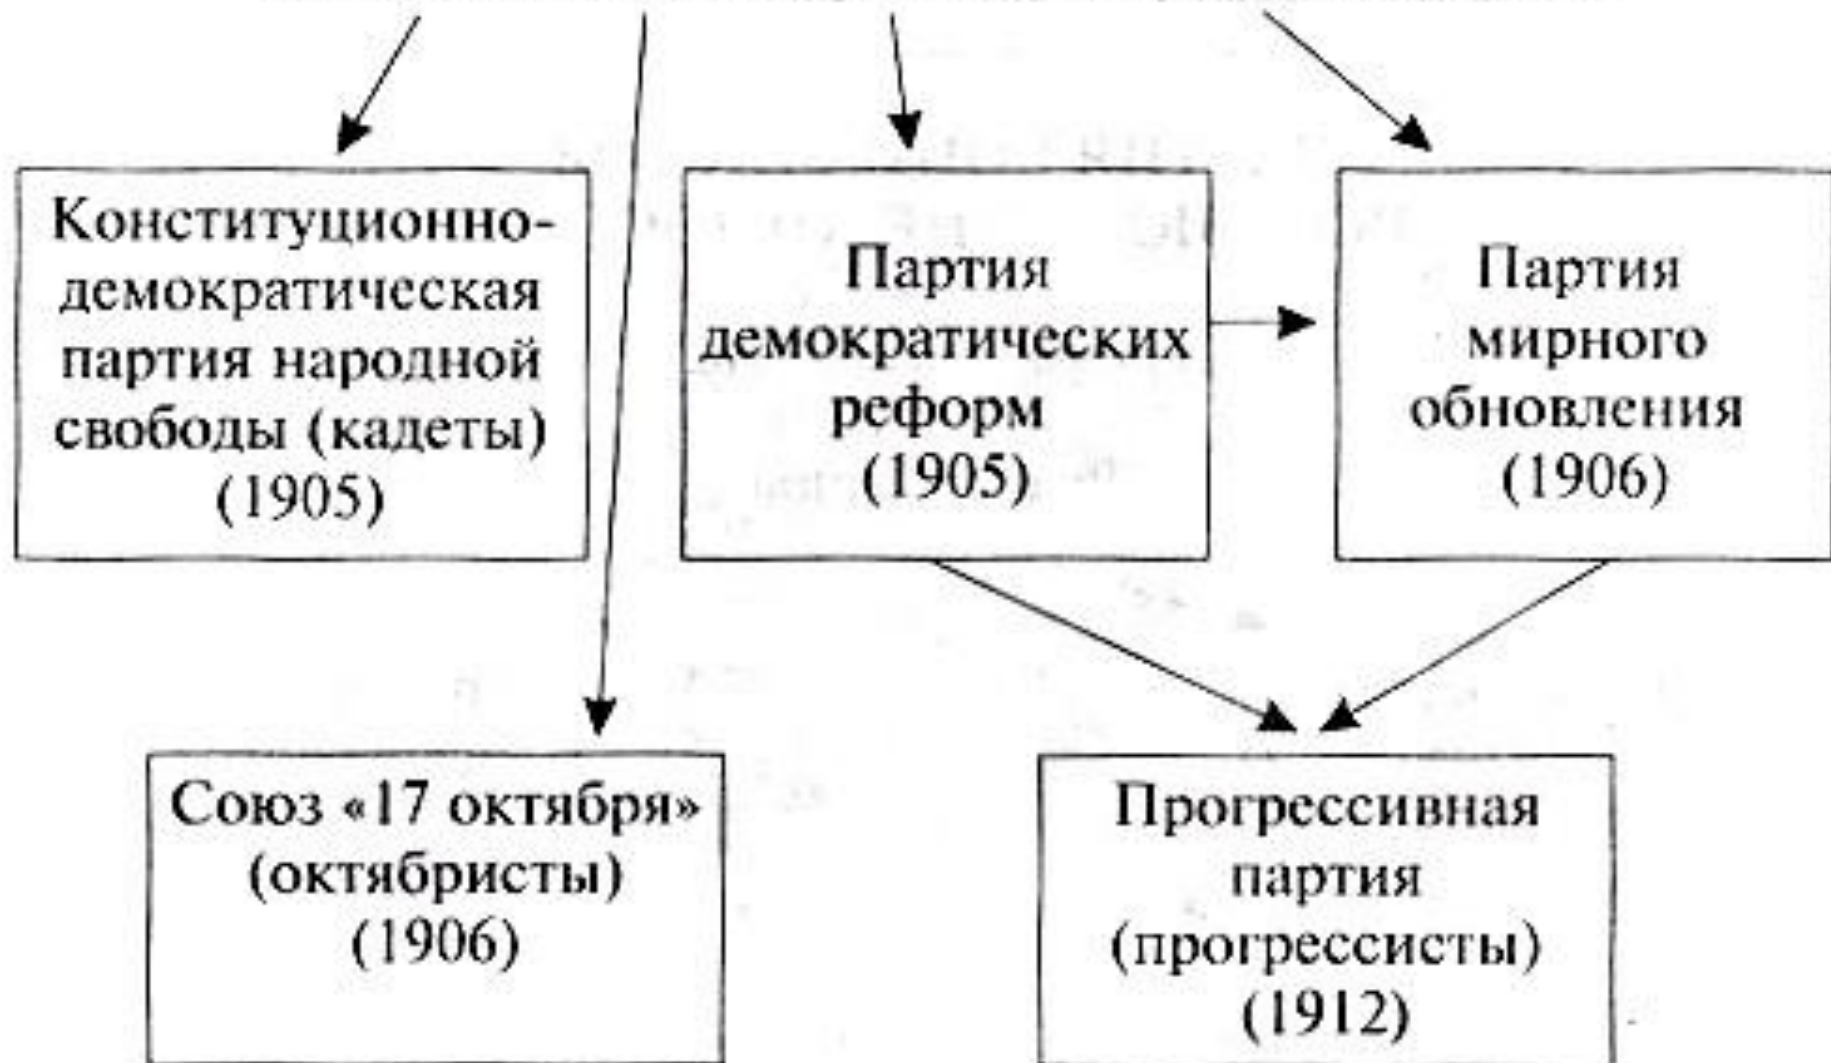 Конституционно-
демократическая
партия народной
свободы (кадеты)
(1905)
Партия
демократических
реформ
(1905)
Партия
мирного
обновления
(1906)
Союз «17 октября»
(октябристы)
(1906)
Прогрессивная
партия
(прогрессисты)
(1912)